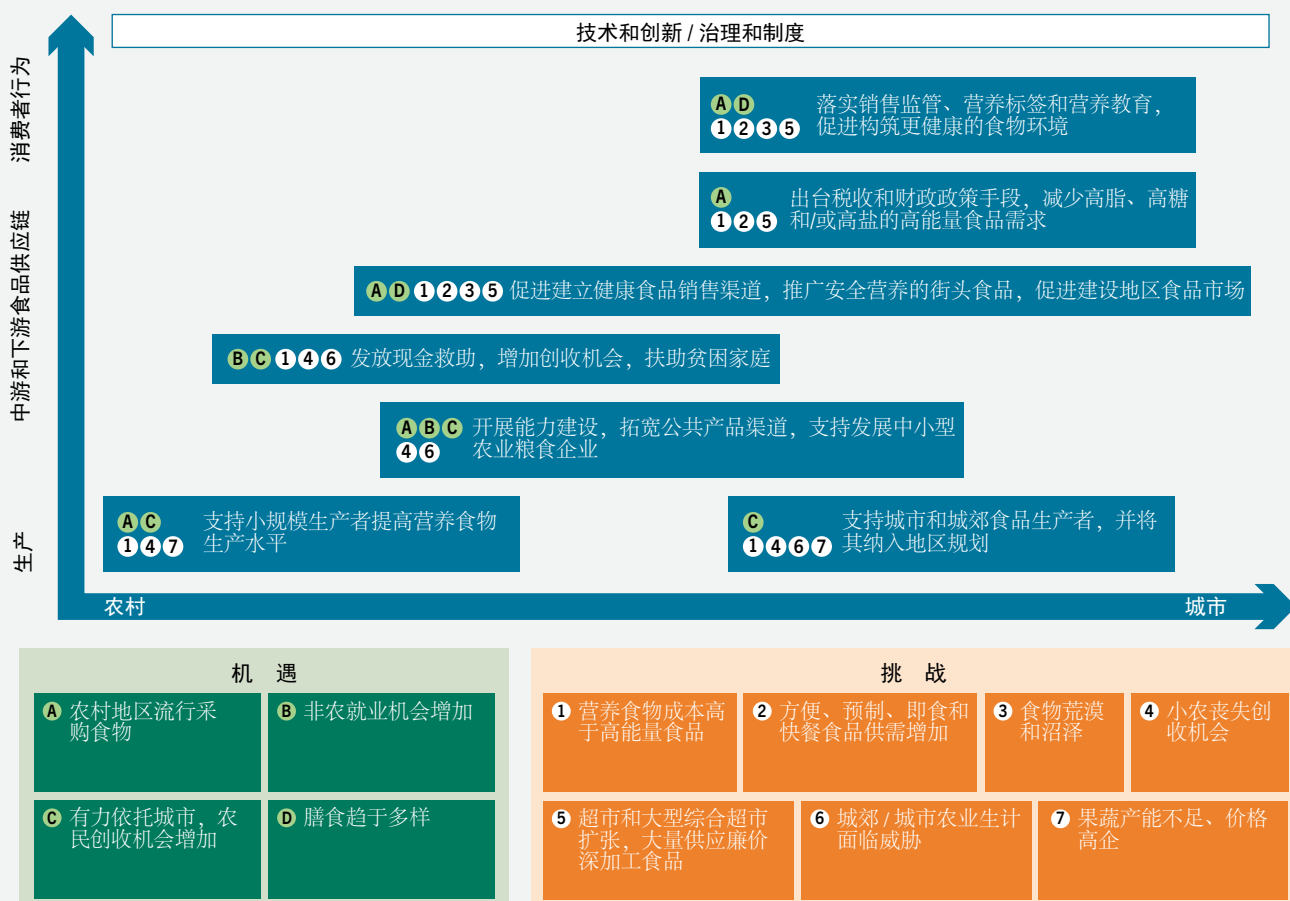 技术和创新 / 治理和制度
消费者行为
中游和下游食品供应链
生产
A D
1 2 3 5
落实销售监管、营养标签和营养教育，
促进构筑更健康的食物环境
A
1 2 5
出台税收和财政政策手段，减少高脂、高糖
和/或高盐的高能量食品需求
A D 1 2 3 5 促进建立健康食品销售渠道，推广安全营养的街头食品，促进建设地区食品市场
B C 1 4 6 发放现金救助，增加创收机会，扶助贫困家庭
A B C
4 6
开展能力建设，拓宽公共产品渠道，支持发展中小型
农业粮食企业
A C
1 4 7
支持小规模生产者提高营养食物
生产水平
C
1 4 6 7
支持城市和城郊食品生产者，并将
其纳入地区规划
农村
城市
机 遇
A 农村地区流行采
购食物
B 非农就业机会增加
C 有力依托城市，农
民创收机会增加
D 膳食趋于多样
挑 战
1 营养食物成本高
于高能量食品
2 方便、预制、即食和
快餐食品供需增加
3 食物荒漠
和沼泽
4 小农丧失创
收机会
5 超市和大型综合超市
扩张，大量供应廉价
深加工食品
6 城郊 / 城市农业生计
面临威胁
7 果蔬产能不足、价格
高企